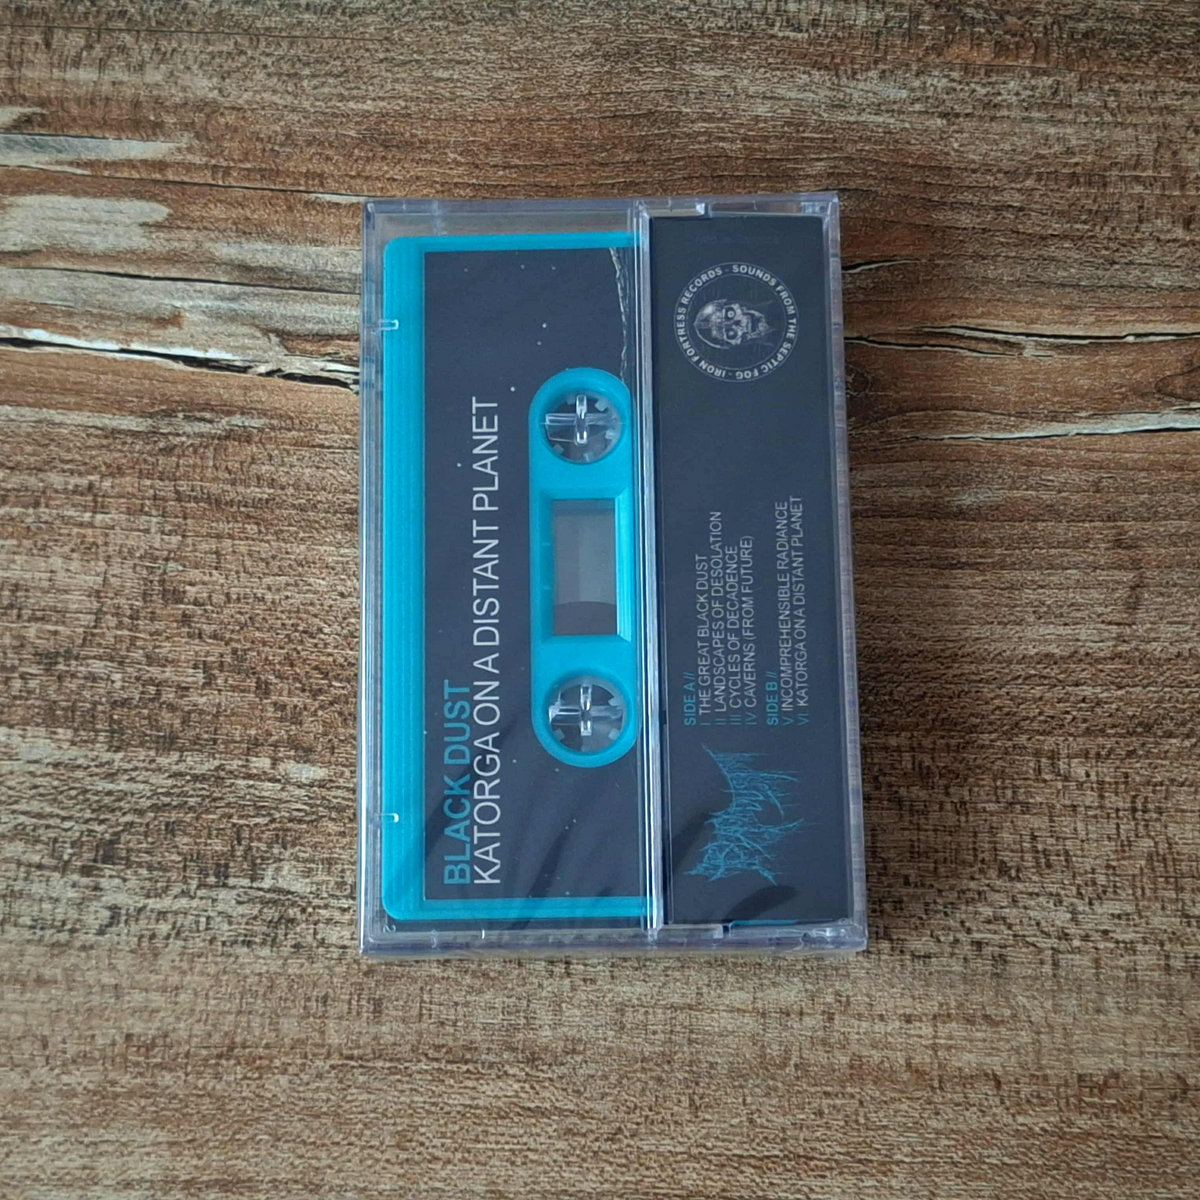 BLACK DUST
KATORGA ON A DISTANT PLANET
SIDE A //
I THE GREAT BLACK DUST
II LANDSCAPES OF DESOLATION
III CYCLES OF DECADENCE
IV CAVERNS (FROM FUTURE)
SIDE B //
V INCOMPREHENSIBLE RADIANCE
VI KATORGA ON A DISTANT PLANET
IRON FORTRESS RECORDS - SOUNDS FROM THE SEPTIC FOG -